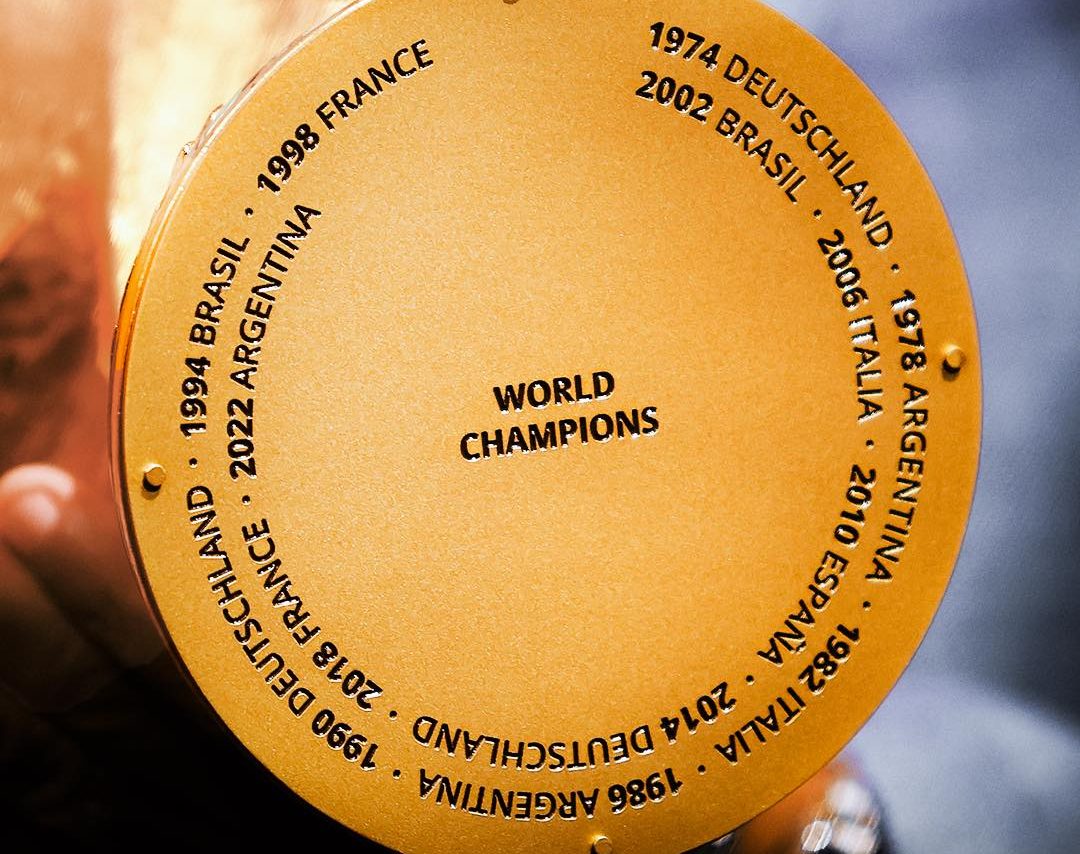 1974 DEUTSCHLAND · 1978 ARGENTINA · 1982 ITALIA · 1986 ARGENTINA · 1990 DEUTSCHLAND · 1994 BRASIL · 1998 FRANCE
2002 BRASIL · 2006 ITALIA · 2010 ESPAÑA · 2014 DEUTSCHLAND · 2018 FRANCE · 2022 ARGENTINA
WORLD
CHAMPIONS